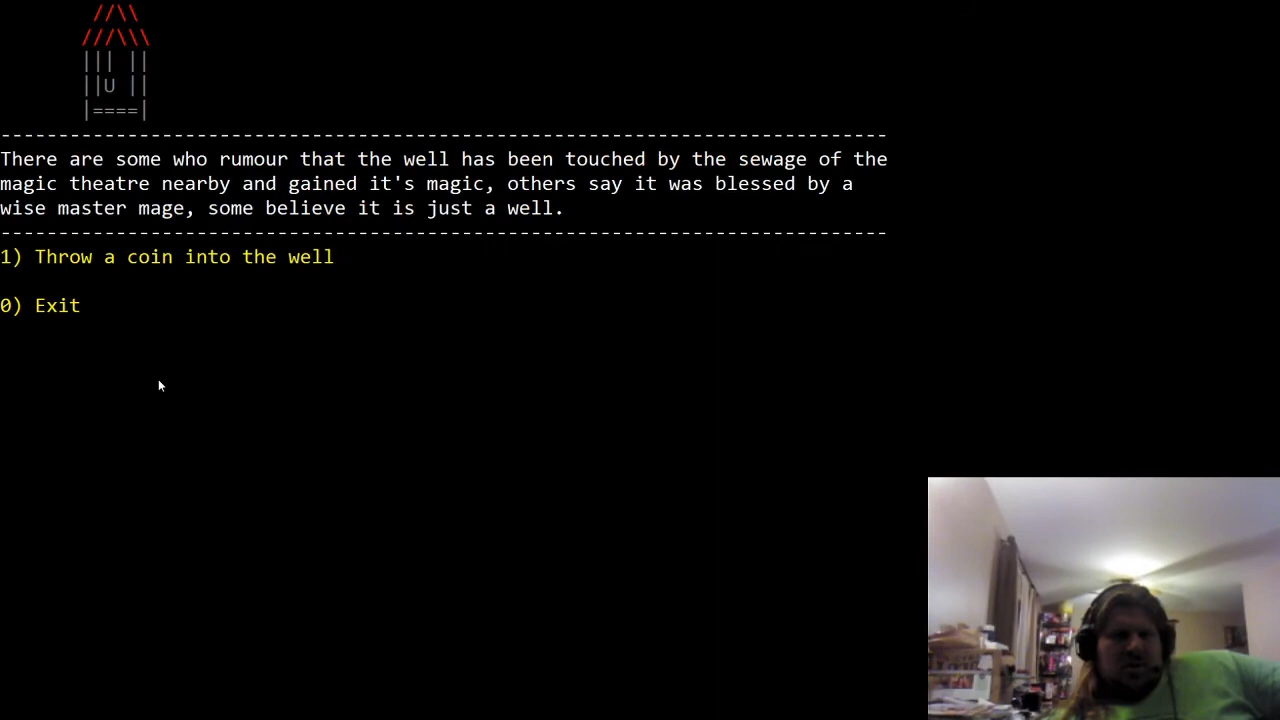 //\\
///\\\
||| ||
||U ||
|====|
-----------------------------------------------------------------------------
There are some who rumour that the well has been touched by the sewage of the
magic theatre nearby and gained it's magic, others say it was blessed by a
wise master mage, some believe it is just a well.
-----------------------------------------------------------------------------
1) Throw a coin into the well
0) Exit